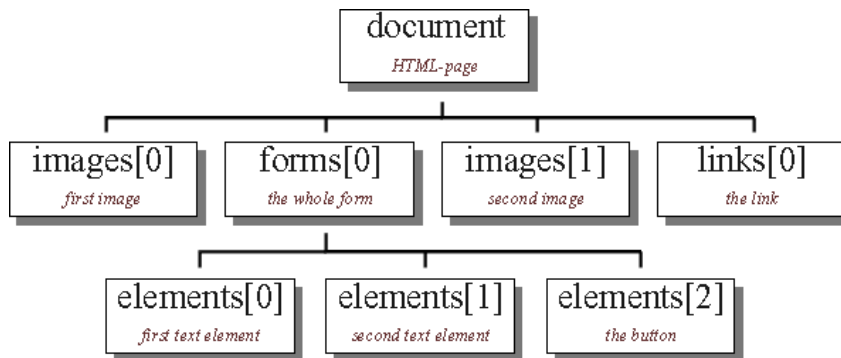 document
HTML-page
images[0]
first image
forms[0]
the whole form
images[1]
second image
links[0]
the link
elements[0]
first text element
elements[1]
second text element
elements[2]
the button